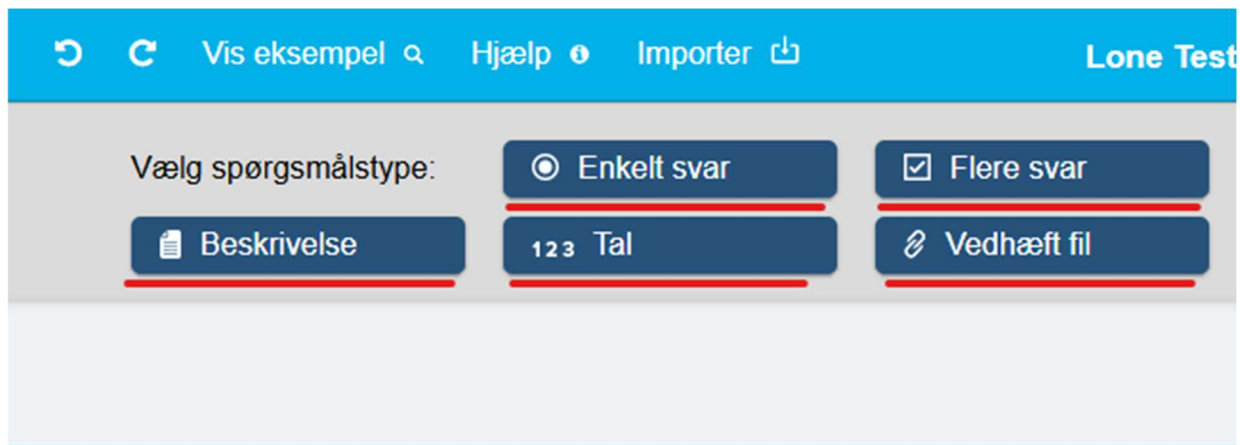 Vis eksempel Hjælp Importer Lone Test
Vælg spørgsmålstype: Enkelt svar Flere svar
Beskrivelse 123 Tal Vedhæft fil